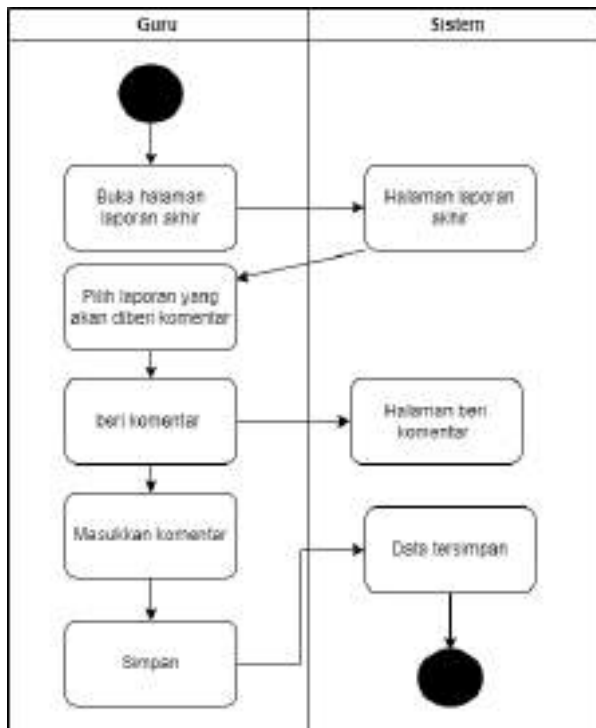 Guru
Sistem
Buka halaman
laporan akhir
Halaman laporan
akhir
Pilih laporan yang
akan diberi komentar
beri komentar
Halaman beri
komentar
Masukkan komentar
Data tersimpan
Simpan